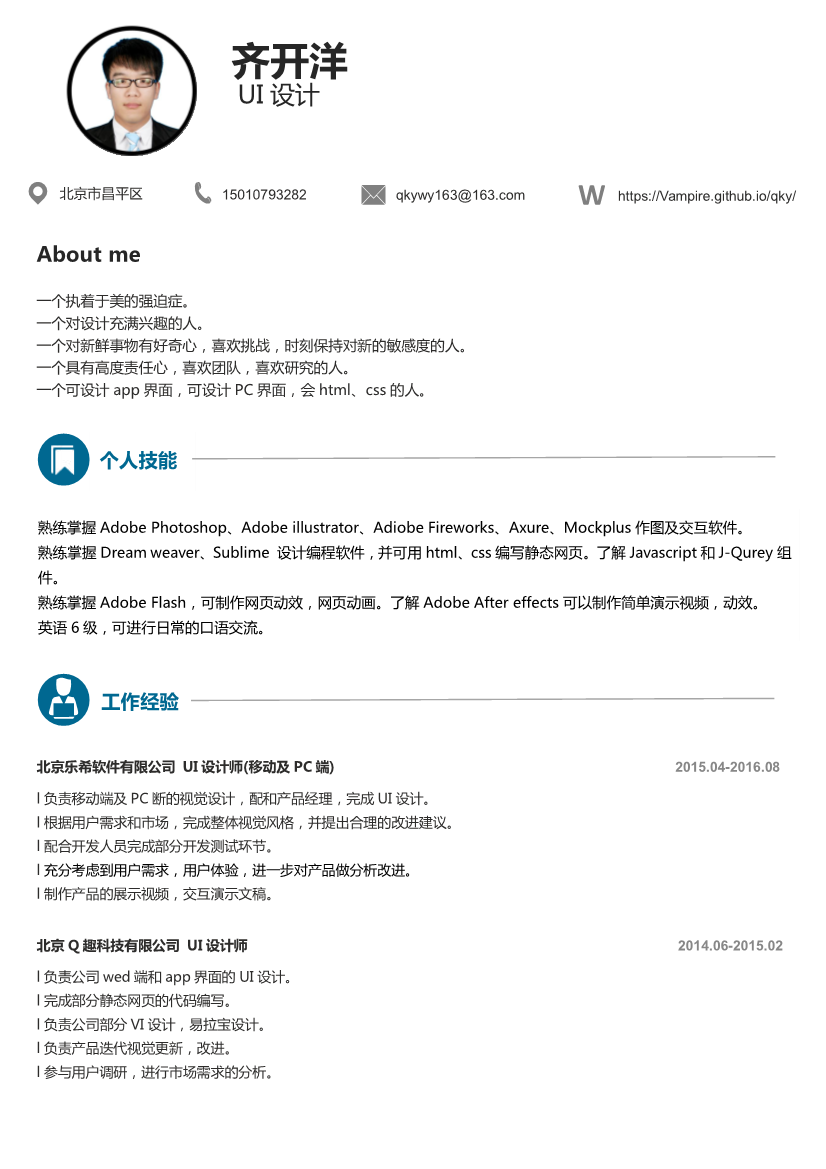 齐开洋
UI 设计
北京市昌平区
15010793282
qkywy163@163.com
W
https://Vampire.github.io/qky/
About me
一个执着于美的强迫症。
一个对设计充满兴趣的人。
一个对新鲜事物有好奇心，喜欢挑战，时刻保持对新的敏感度的人。
一个具有高度责任心，喜欢团队，喜欢研究的人。
一个可设计 app 界面，可设计 PC 界面，会 html、css 的人。
个人技能
熟练掌握 Adobe Photoshop、Adobe illustrator、Adiobe Fireworks、Axure、Mockplus 作图及交互软件。
熟练掌握 Dream weaver、Sublime 设计编程软件，并可用 html、css 编写静态网页。了解 Javascript 和 J-Qurey 组
件。
熟练掌握 Adobe Flash，可制作网页动效，网页动画。了解 Adobe After effects 可以制作简单演示视频，动效。
英语 6 级，可进行日常的口语交流。
工作经验
北京乐希软件有限公司 UI 设计师(移动及 PC 端) 2015.04-2016.08
l 负责移动端及 PC 断的视觉设计，配和产品经理，完成 UI 设计。
l 根据用户需求和市场，完成整体视觉风格，并提出合理的改进建议。
l 配合开发人员完成部分开发测试环节。
l 充分考虑到用户需求，用户体验，进一步对产品做分析改进。
l 制作产品的展示视频，交互演示文稿。
北京 Q 趣科技有限公司 UI 设计师 2014.06-2015.02
l 负责公司 wed 端和 app 界面的 UI 设计。
l 完成部分静态网页的代码编写。
l 负责公司部分 VI 设计，易拉宝设计。
l 负责产品迭代视觉更新，改进。
l 参与用户调研，进行市场需求的分析。